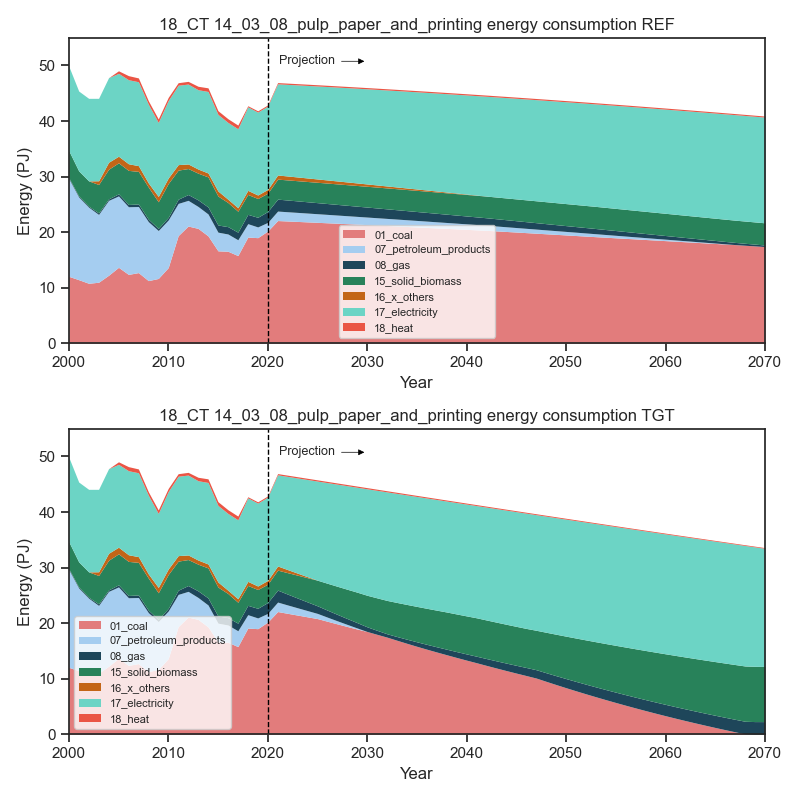 18_CT 14_03_08_pulp_paper_and_printing energy consumption REF
Energy (PJ)
50
40
30
20
10
0
Projection
01_coal
07_petroleum_products
08_gas
15_solid_biomass
16_x_others
17_electricity
18_heat
2000 2010 2020 2030 2040 2050 2060 2070
Year
18_CT 14_03_08_pulp_paper_and_printing energy consumption TGT
Energy (PJ)
50
40
30
20
10
0
Projection
01_coal
07_petroleum_products
08_gas
15_solid_biomass
16_x_others
17_electricity
18_heat
2000 2010 2020 2030 2040 2050 2060 2070
Year